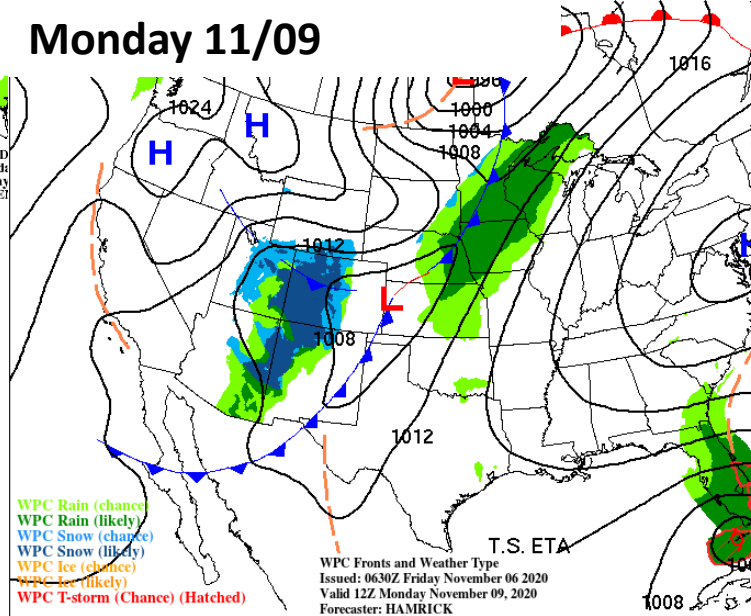 Monday 11/09
1016
996
1024
1000
1004
1008
H
H
1012
L
1008
1012
WPC Rain (chance)
WPC Rain (likely)
WPC Snow (chance)
WPC Snow (likely)
WPC Ice (chance)
WPC Ice (likely)
WPC T-storm (Chance) (Hatched)
T.S. ETA
WPC Fronts and Weather Type
Issued: 0630Z Friday November 06 2020
Valid 12Z Monday November 09, 2020
Forecaster: HAMRICK
1008